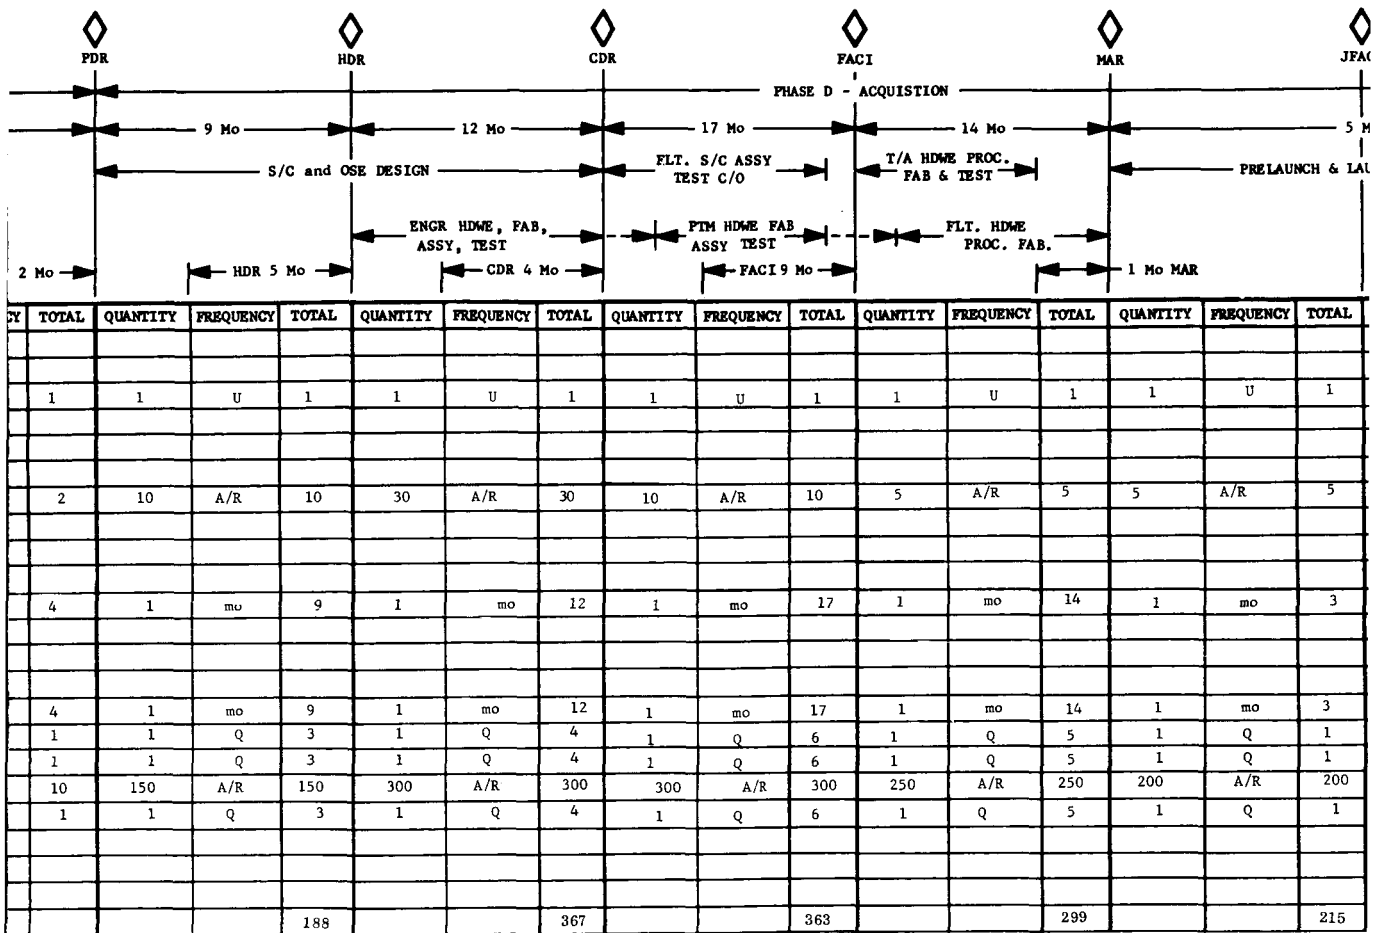 PDR HDR CDR FACI MAR JFAC
PHASE D - ACQUISTION
9 Mo 12 Mo 17 Mo 14 Mo 5 M
S/C and OSE DESIGN FLT. S/C ASSY T/A HDWE PROC. PRELAUNCH & LAU
TEST C/O FAB & TEST
ENGR HDWE, FAB, PTM HDWE FAB FLT. HDWE
ASSY, TEST ASSY TEST PROC. FAB.
2 Mo HDR 5 Mo CDR 4 Mo FACI 9 Mo 1 Mo MAR
CY TOTAL QUANTITY FREQUENCY TOTAL QUANTITY FREQUENCY TOTAL QUANTITY FREQUENCY TOTAL QUANTITY FREQUENCY TOTAL QUANTITY FREQUENCY TOTAL
1 1 U 1 1 U 1 1 U 1 1 U 1 1 U 1
2 10 A/R 10 30 A/R 30 10 A/R 10 5 A/R 5 5 A/R 5
4 1 mo 9 1 mo 12 1 mo 17 1 mo 14 1 mo 3
4 1 mo 9 1 mo 12 1 mo 17 1 mo 14 1 mo 3
1 1 Q 3 1 Q 4 1 Q 6 1 Q 5 1 Q 1
1 1 Q 3 1 Q 4 1 Q 6 1 Q 5 1 Q 1
10 150 A/R 150 300 A/R 300 300 A/R 300 250 A/R 250 200 A/R 200
1 1 Q 3 1 Q 4 1 Q 6 1 Q 5 1 Q 1
188 367 363 299 215